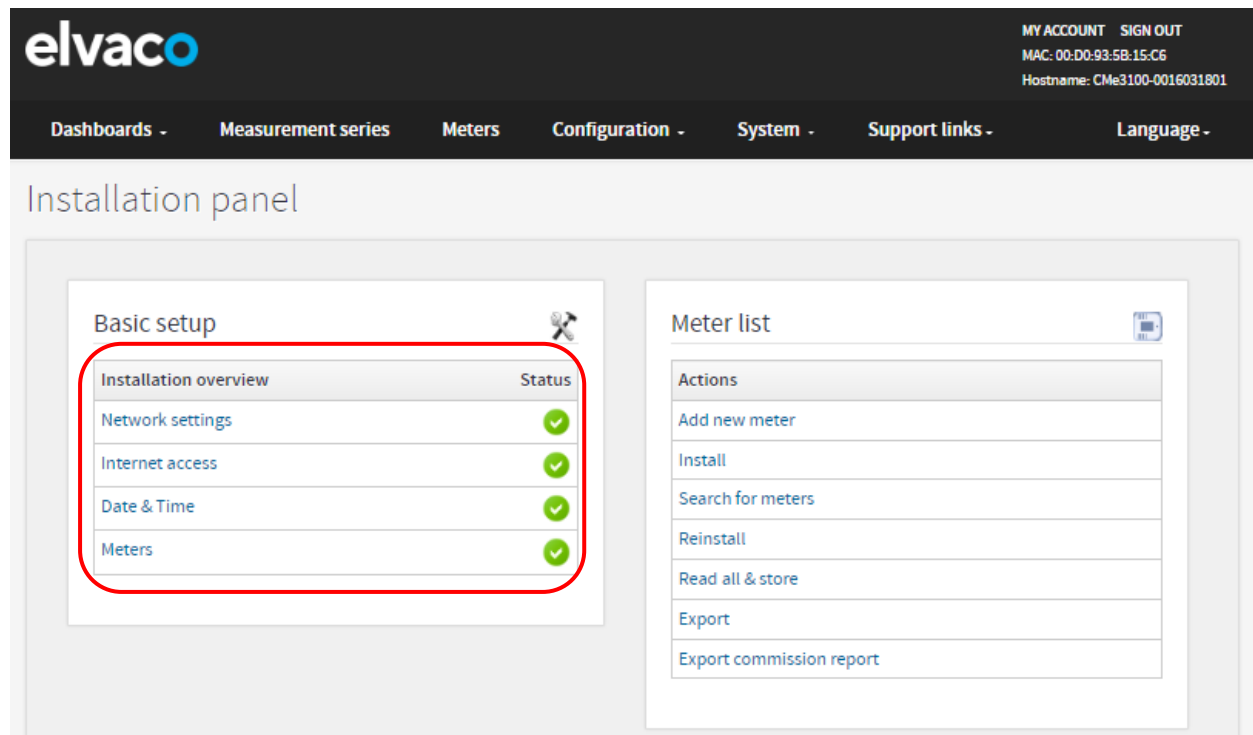 elvaco
MY ACCOUNT SIGN OUT
MAC: 00:D0:93:5B:15:C6
Hostname: CMe3100-0016031801
Dashboards Measurement series Meters Configuration System Support links Language
Installation panel
Basic setup
Installation overview Status
Network settings
Internet access
Date & Time
Meters
Meter list
Actions
Add new meter
Install
Search for meters
Reinstall
Read all & store
Export
Export commission report